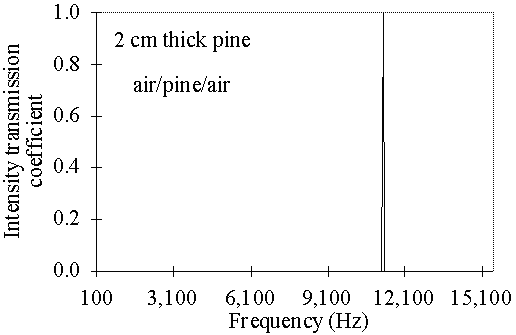 1.0
2 cm thick pine
0.8
air/pine/air
0.6
0.4
0.2
0.0
Intensity transmission
coefficient
100 3,100 6,100 9,100 12,100 15,100
Frequency (Hz)